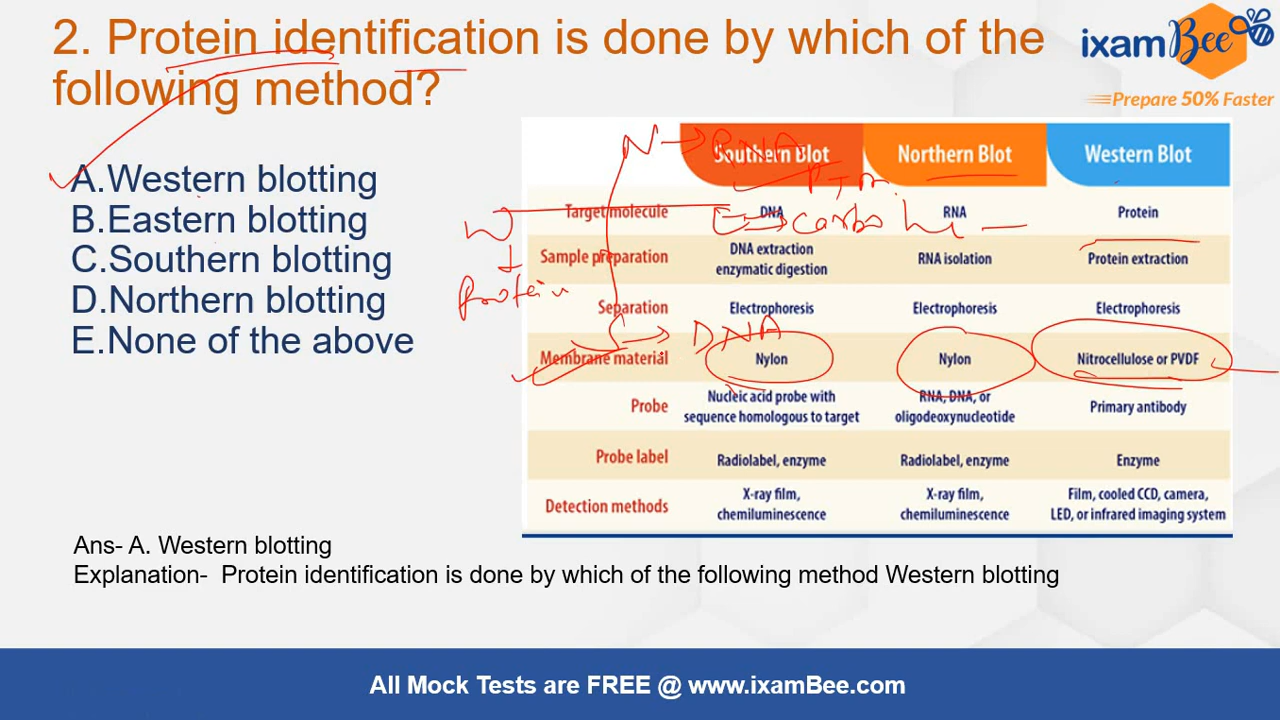 2. Protein identification is done by which of the
following method?
ixamBee
Prepare 50% Faster
A.Western blotting
B.Eastern blotting
C.Southern blotting
D.Northern blotting
E.None of the above
Southern Blot Northern Blot Western Blot
Target molecule DNA RNA Protein
Sample preparation DNA extraction enzymatic digestion RNA isolation Protein extraction
Separation Electrophoresis Electrophoresis Electrophoresis
Membrane material Nylon Nylon Nitrocellulose or PVDF
Probe Nucleic acid probe with sequence homologous to target RNA, DNA, or oligodeoxynucleotide Primary antibody
Probe label Radiolabel, enzyme Radiolabel, enzyme Enzyme
Detection methods X-ray film, chemiluminescence X-ray film, chemiluminescence Film, cooled CCD, camera, LED, or infrared imaging system
N → RNA
PTM
E → carbohy
W
Protein
S → DNA
Ans- A. Western blotting
Explanation- Protein identification is done by which of the following method Western blotting
All Mock Tests are FREE @ www.ixamBee.com